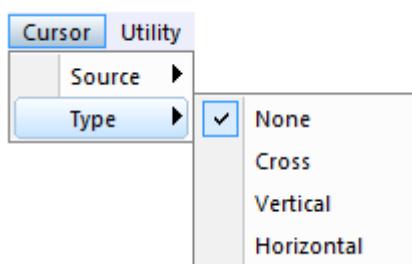 Cursor Utility
Source
Type
None
Cross
Vertical
Horizontal